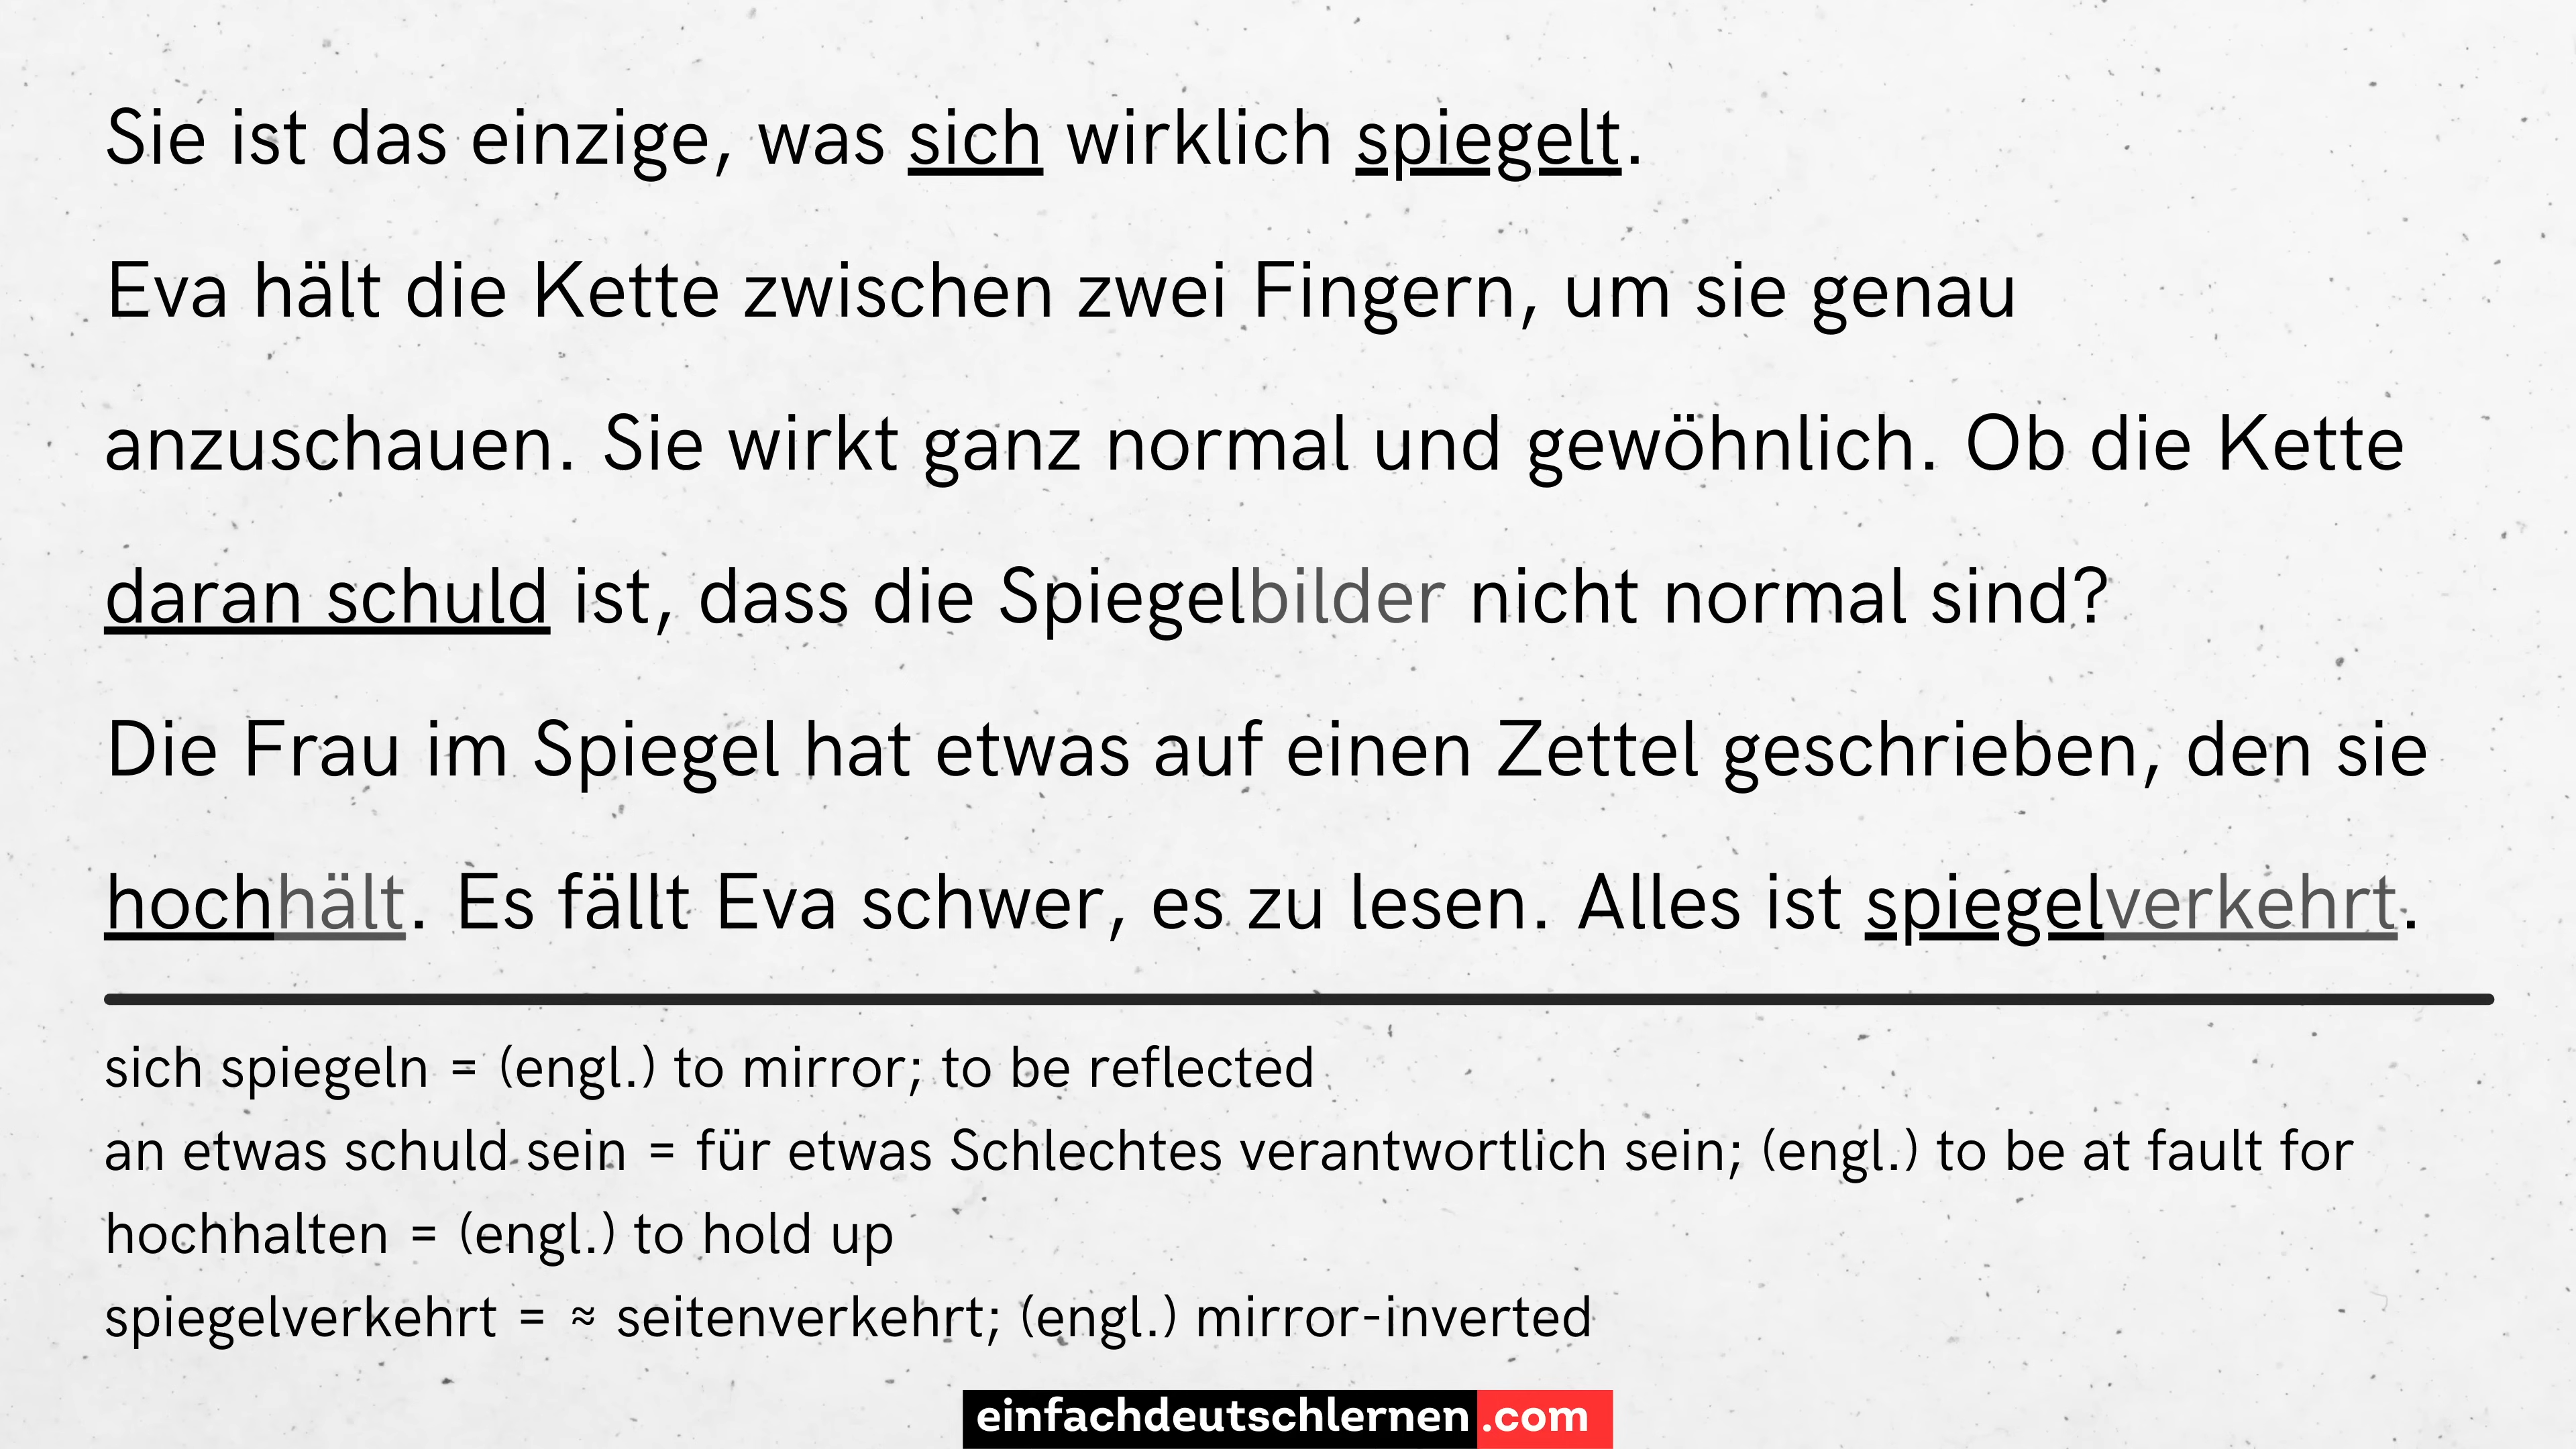 Sie ist das einzige, was sich wirklich spiegelt.
Eva hält die Kette zwischen zwei Fingern, um sie genau
anzuschauen. Sie wirkt ganz normal und gewöhnlich. Ob die Kette
daran schuld ist, dass die Spiegelbilder nicht normal sind?
Die Frau im Spiegel hat etwas auf einen Zettel geschrieben, den sie
hochhält. Es fällt Eva schwer, es zu lesen. Alles ist spiegelverkehrt.
sich spiegeln = (engl.) to mirror; to be reflected
an etwas schuld sein = für etwas Schlechtes verantwortlich sein; (engl.) to be at fault for
hochhalten = (engl.) to hold up
spiegelverkehrt = ≈ seitenverkehrt; (engl.) mirror-inverted
einfachdeutschlernen.com